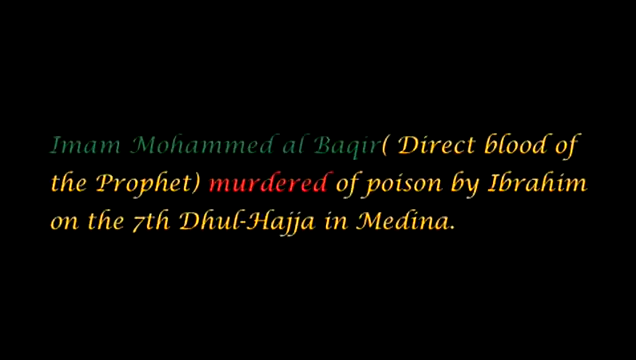 Imam Mohammed al Baqir( Direct blood of
the Prophet) murdered of poison by Ibrahim
on the 7th Dhul-Hajja in Medina.